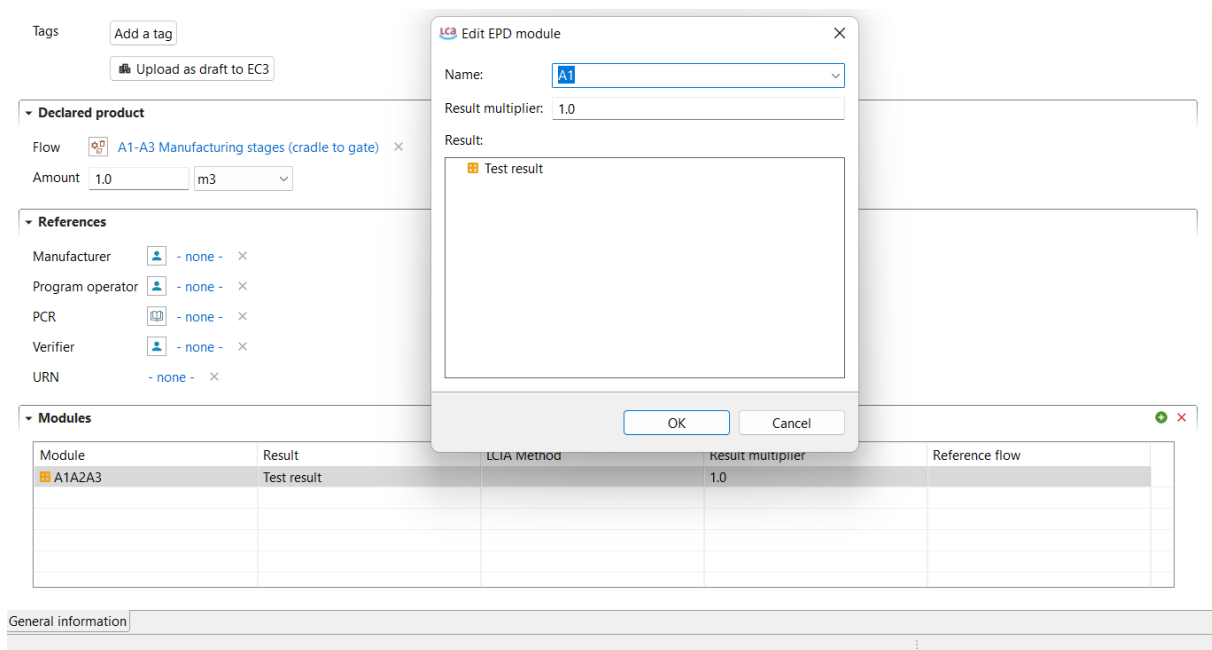 Tags
Add a tag
Upload as draft to EC3
Declared product
Flow
A1-A3 Manufacturing stages (cradle to gate)
Amount 1.0 m3
References
Manufacturer - none -
Program operator - none -
PCR - none -
Verifier - none -
URN - none -
Modules
Module Result LCIA Method Result multiplier Reference flow
A1A2A3 Test result 1.0
General information
LCA Edit EPD module
Name: A1
Result multiplier: 1.0
Result:
Test result
OK Cancel